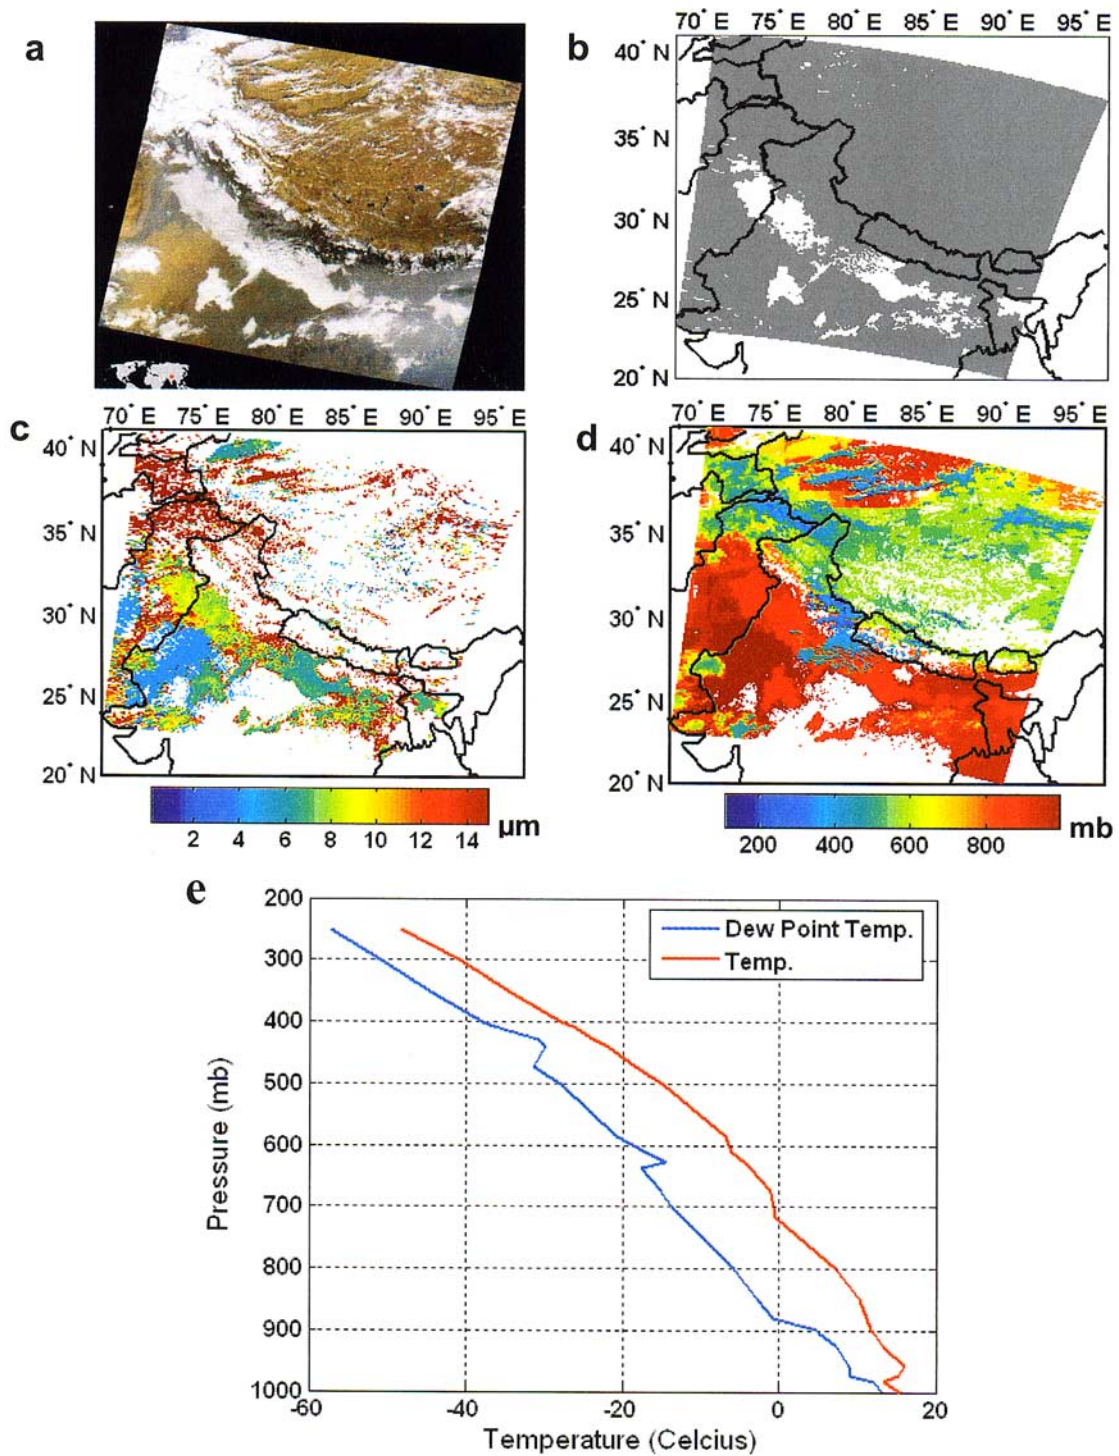 a
b
70° E 75° E 80° E 85° E 90° E 95° E
40° N
35° N
30° N
25° N
20° N
c
70° E 75° E 80° E 85° E 90° E 95° E
40° N
35° N
30° N
25° N
20° N
2 4 6 8 10 12 14 µm
d
70° E 75° E 80° E 85° E 90° E 95° E
40° N
35° N
30° N
25° N
20° N
200 400 600 800 mb
e
Dew Point Temp.
Temp.
200
300
400
500
600
700
800
900
1000
Pressure (mb)
-60 -40 -20 0 20
Temperature (Celcius)